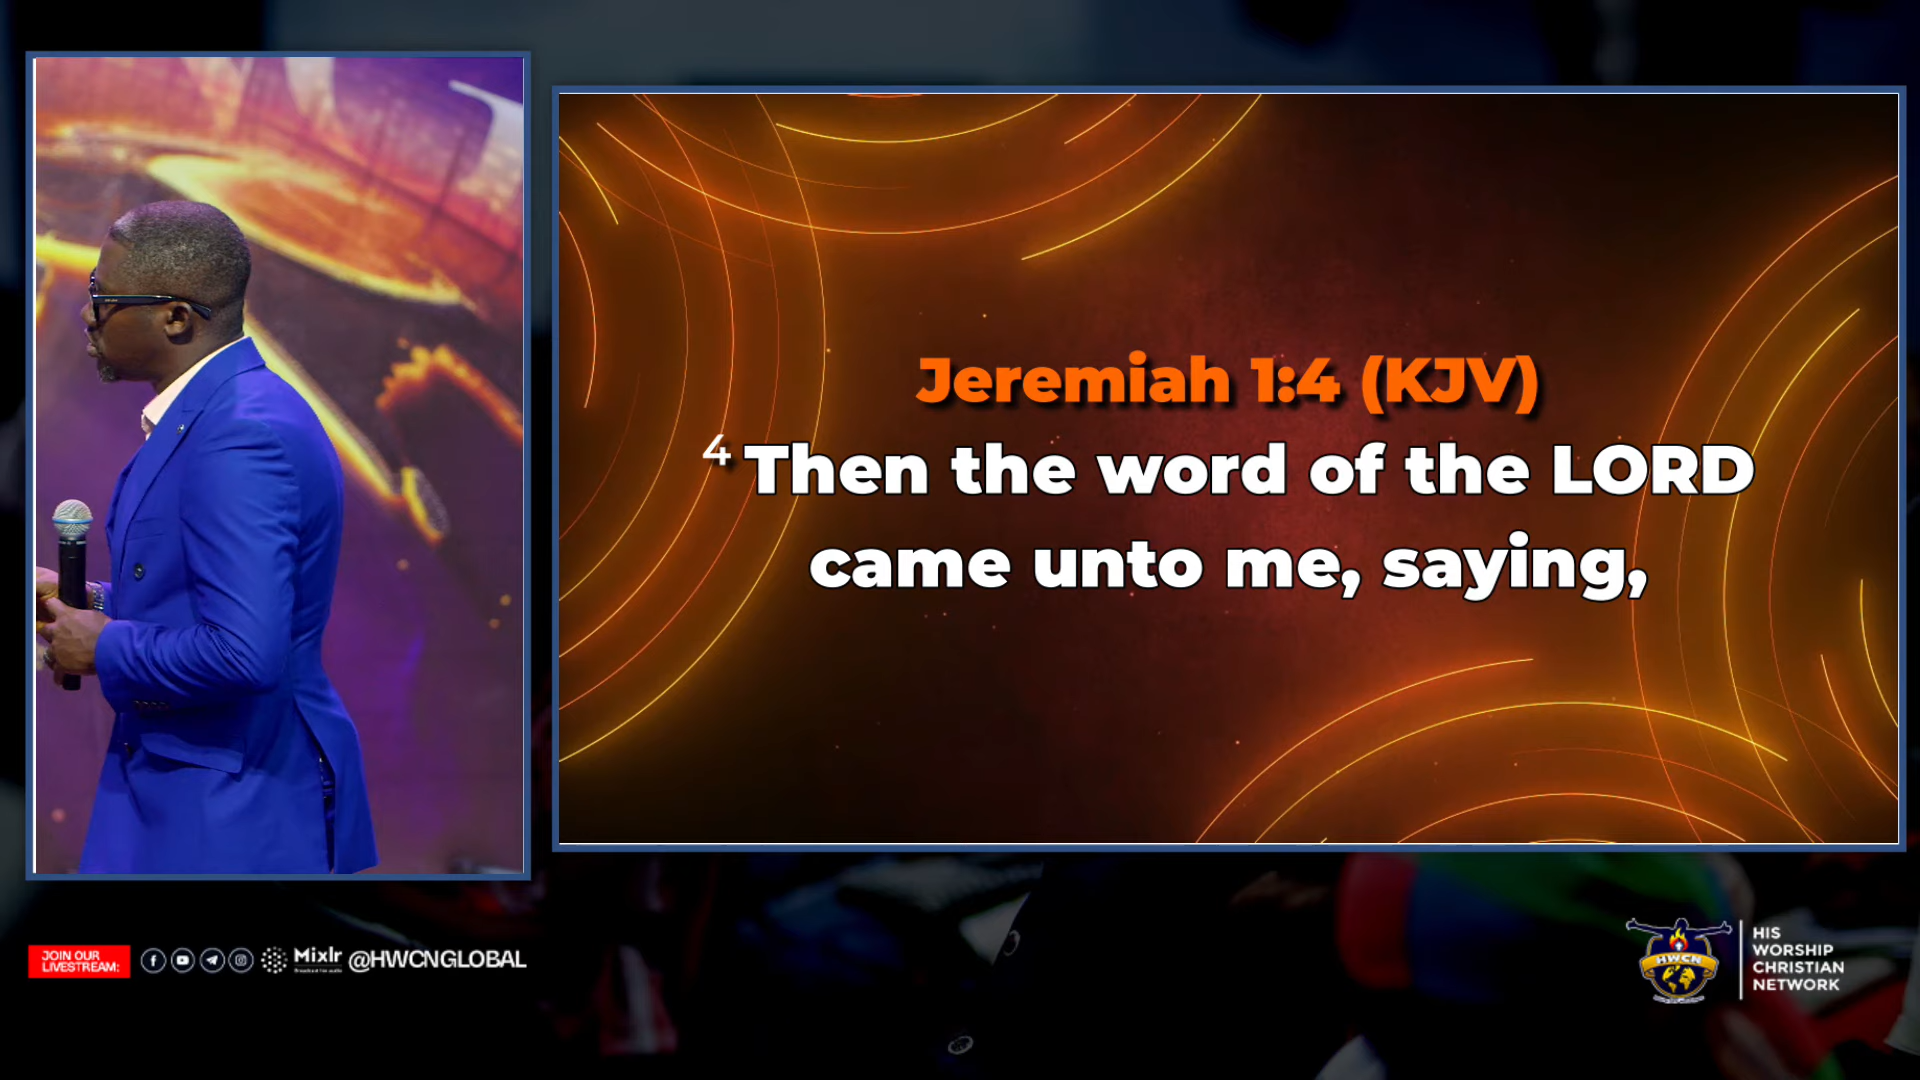 Jeremiah 1:4 (KJV)
4 Then the word of the LORD
came unto me, saying,
JOIN OUR
LIVESTREAM:
Mixlr
@HWCNGLOBAL
HWCN
HIS
WORSHIP
CHRISTIAN
NETWORK